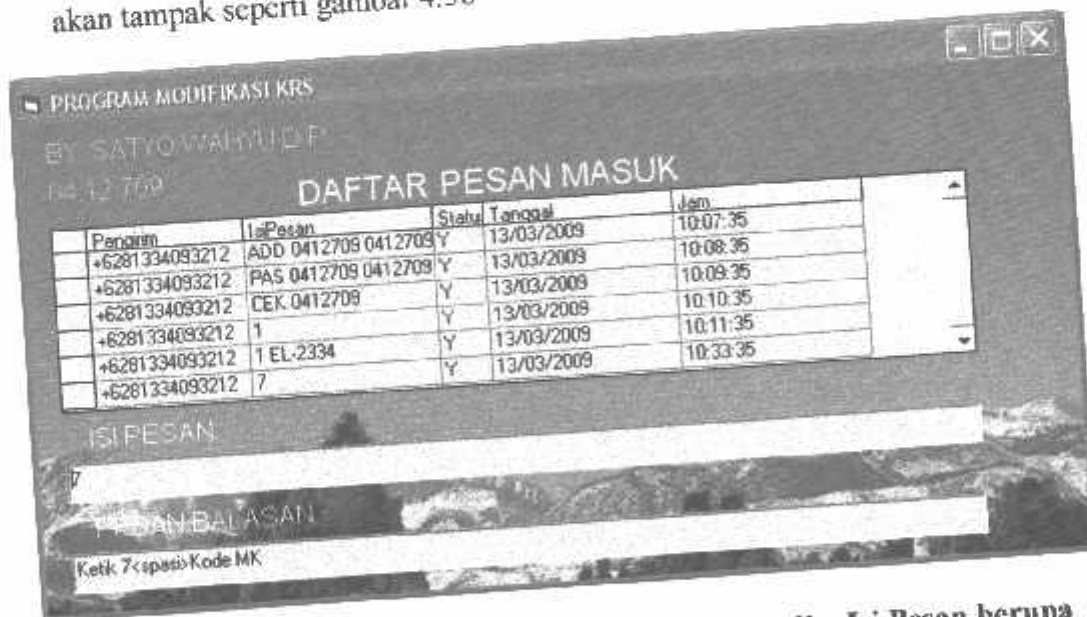 akan tampak seperti gambar
PROGRAM MODIFIKASI KRS
BY SATYO WAHYU D P
04 12 709
DAFTAR PESAN MASUK
Pengirim IsiPesan Status Tanggal Jam
+6281334093212 ADD 0412709 0412709 Y 13/03/2009 10:07:35
+6281334093212 PAS 0412709 0412709 Y 13/03/2009 10:08:35
+6281334093212 CEK 0412709 Y 13/03/2009 10:09:35
+6281334093212 1 Y 13/03/2009 10:10:35
+6281334093212 1 EL-2334 Y 13/03/2009 10:11:35
+6281334093212 7 Y 13/03/2009 10:33:35
ISI PESAN
7
PESAN BALASAN
Ketik 7<spasi>Kode MK
Isi Pesan berupa